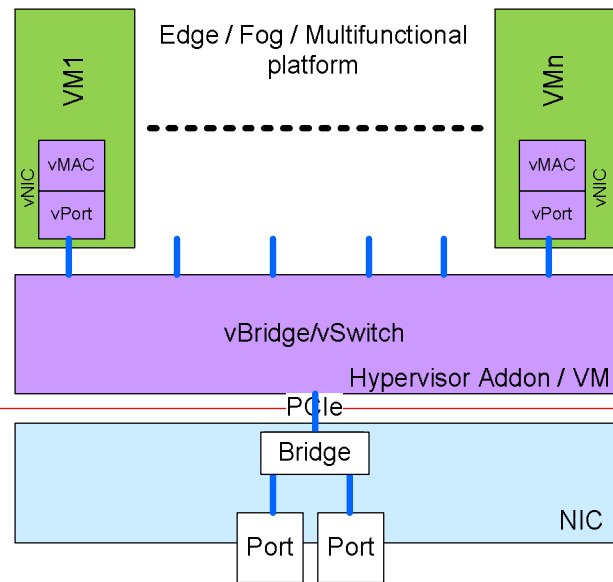 Edge / Fog / Multifunctional
platform
VM1
VMn
vNIC
vMAC
vPort
vMAC
vPort
vNIC
vBridge/vSwitch
Hypervisor Addon / VM
PCIe
Bridge
NIC
Port
Port